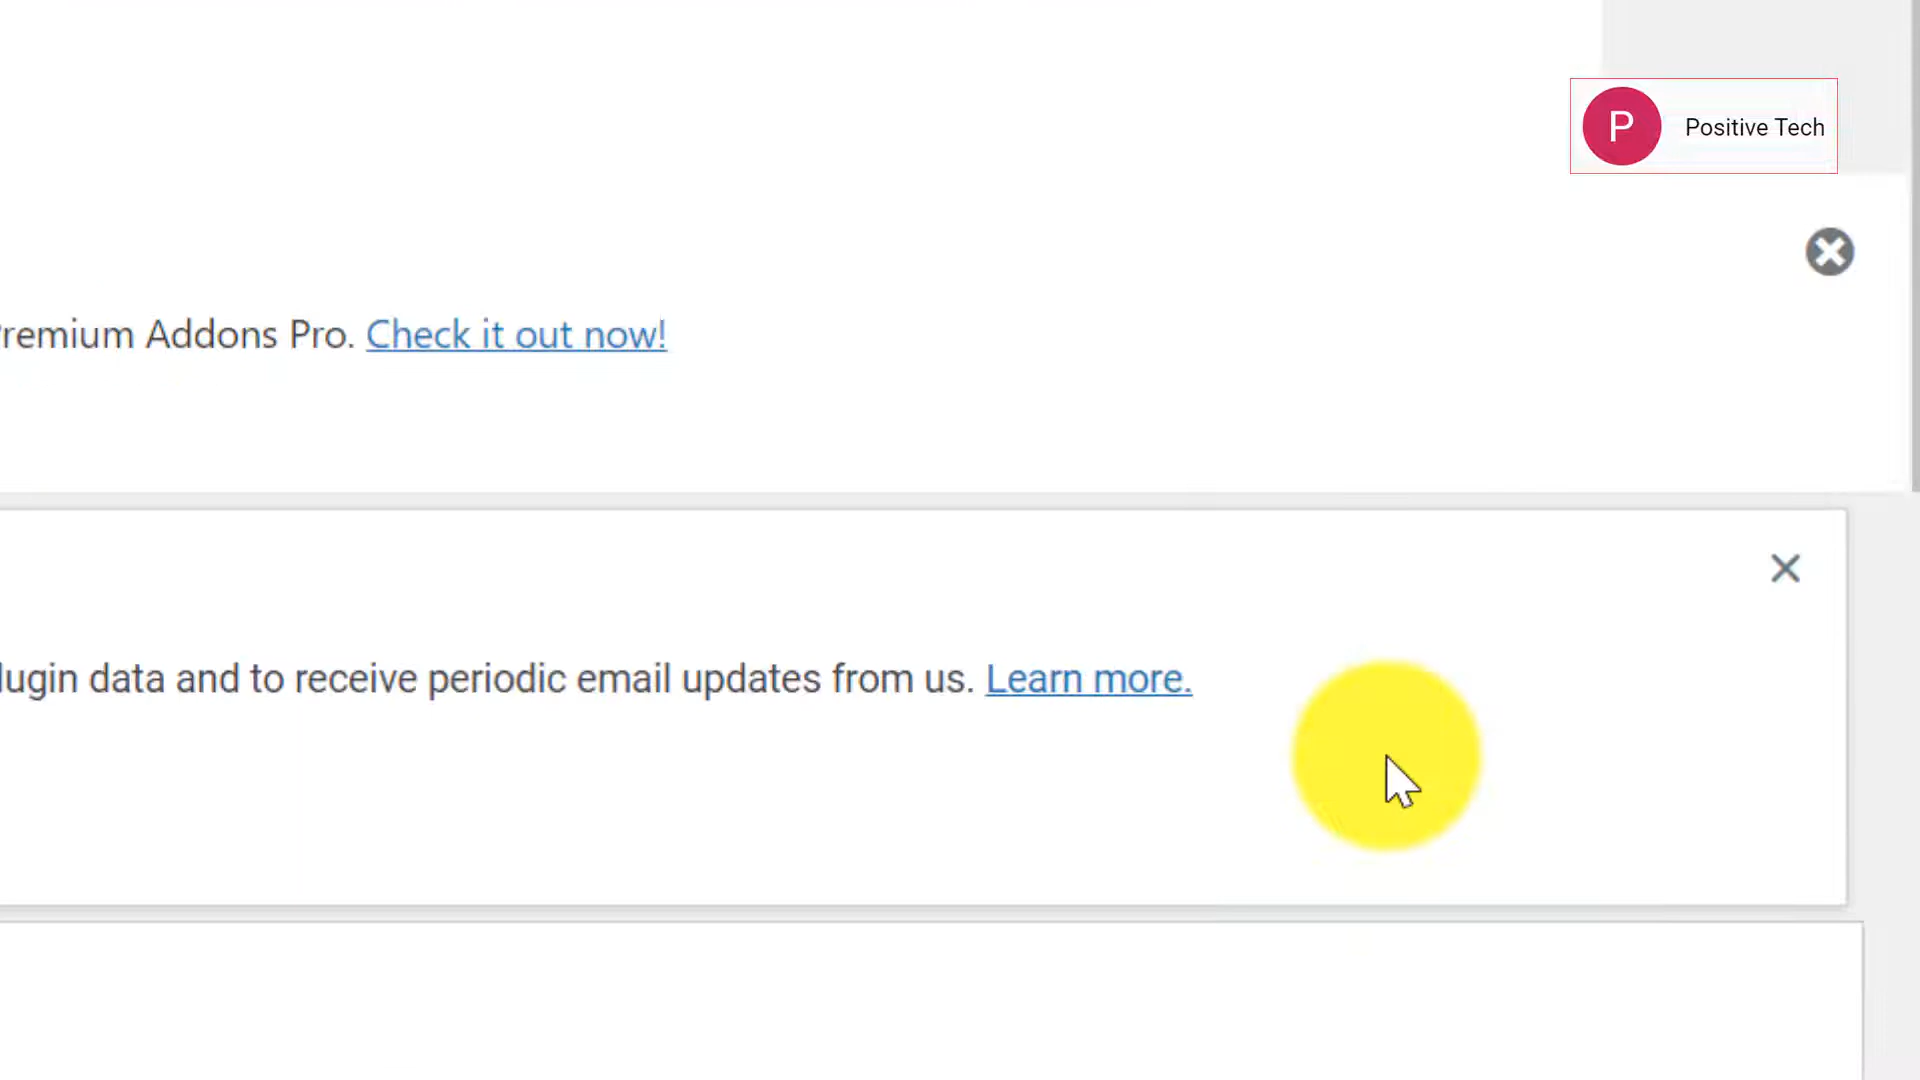 P Positive Tech
Premium Addons Pro. Check it out now!
lugin data and to receive periodic email updates from us. Learn more.